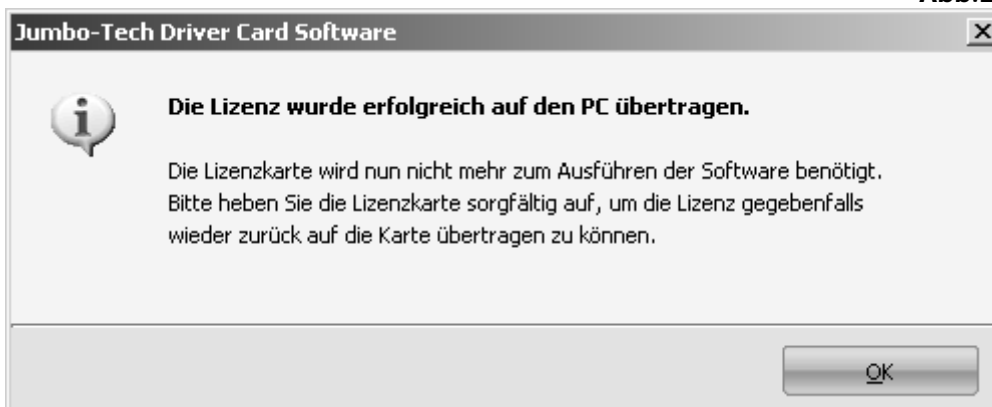 Jumbo-Tech Driver Card Software
Die Lizenz wurde erfolgreich auf den PC übertragen.
Die Lizenzkarte wird nun nicht mehr zum Ausführen der Software benötigt.
Bitte heben Sie die Lizenzkarte sorgfältig auf, um die Lizenz gegebenfalls
wieder zurück auf die Karte übertragen zu können.
OK